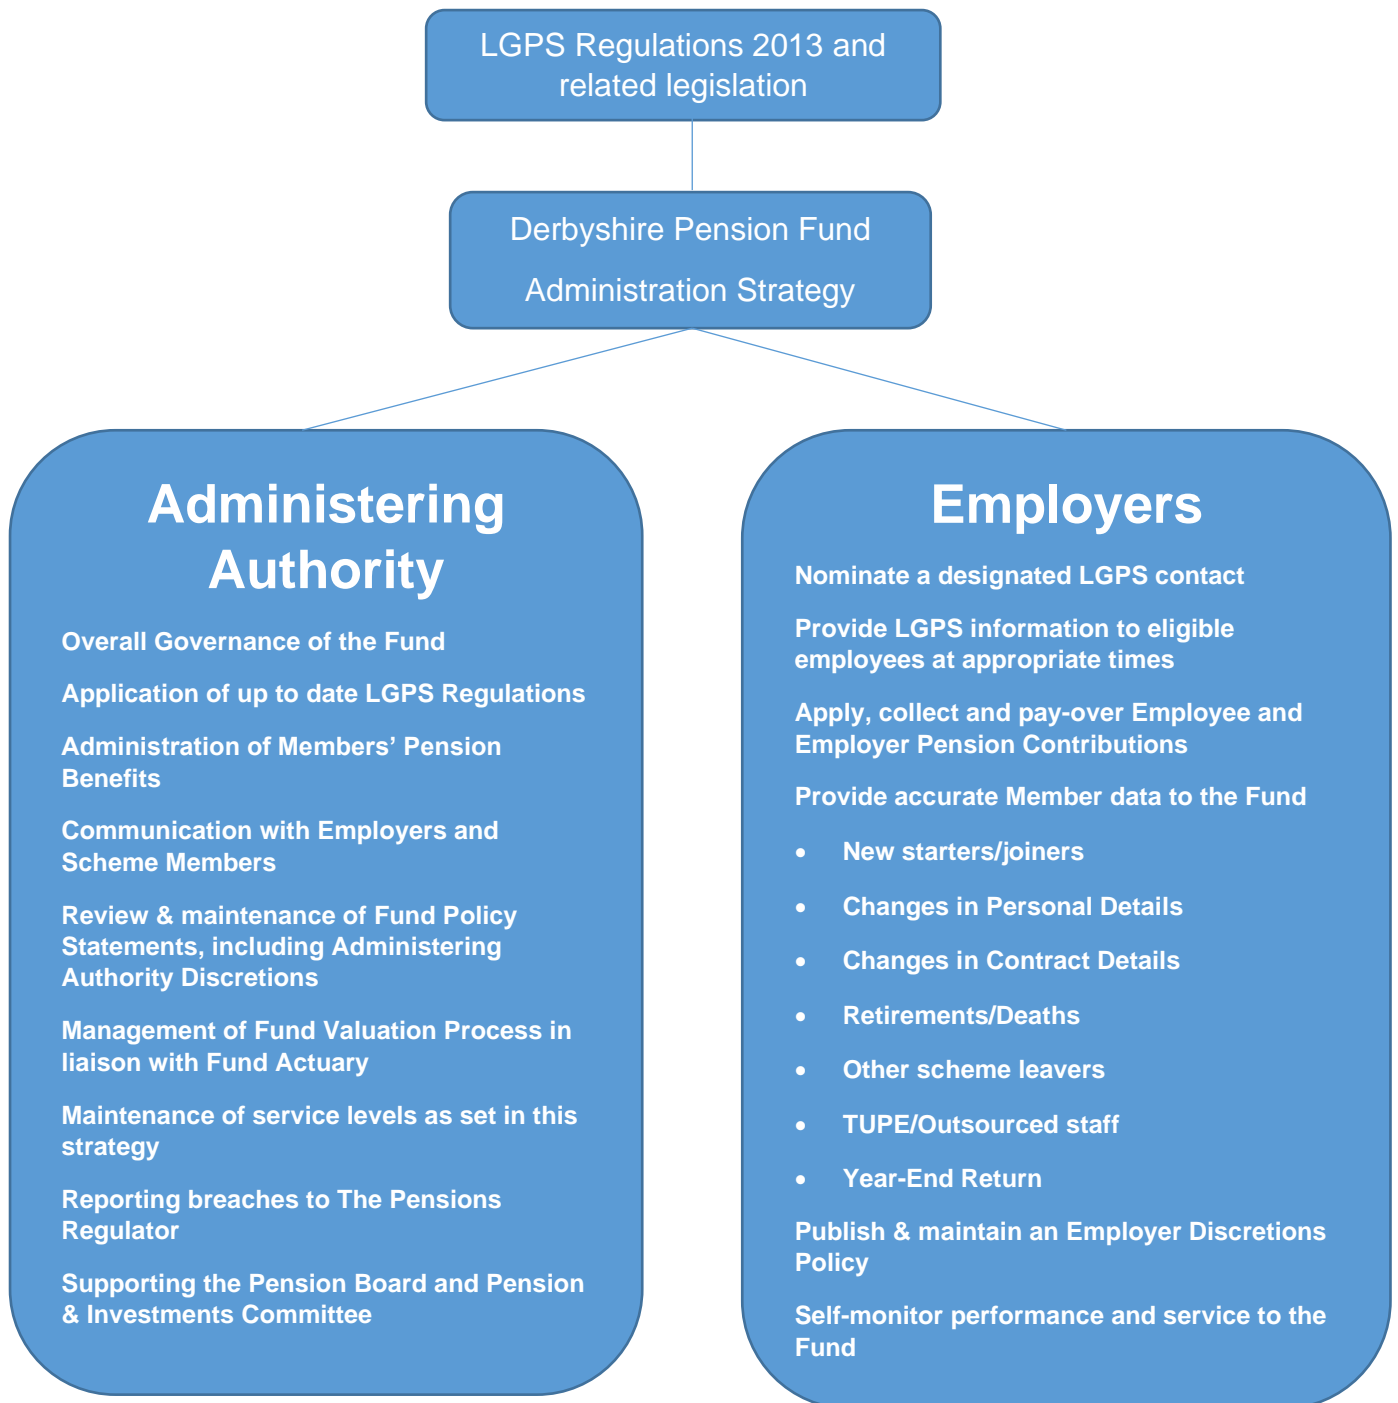 LGPS Regulations 2013 and
related legislation
Derbyshire Pension Fund
Administration Strategy
Administering
Authority
Overall Governance of the Fund
Application of up to date LGPS Regulations
Administration of Members’ Pension
Benefits
Communication with Employers and
Scheme Members
Review & maintenance of Fund Policy
Statements, including Administering
Authority Discretions
Management of Fund Valuation Process in
liaison with Fund Actuary
Maintenance of service levels as set in this
strategy
Reporting breaches to The Pensions
Regulator
Supporting the Pension Board and Pension
& Investments Committee
Employers
Nominate a designated LGPS contact
Provide LGPS information to eligible
employees at appropriate times
Apply, collect and pay-over Employee and
Employer Pension Contributions
Provide accurate Member data to the Fund
• New starters/joiners
• Changes in Personal Details
• Changes in Contract Details
• Retirements/Deaths
• Other scheme leavers
• TUPE/Outsourced staff
• Year-End Return
Publish & maintain an Employer Discretions
Policy
Self-monitor performance and service to the
Fund